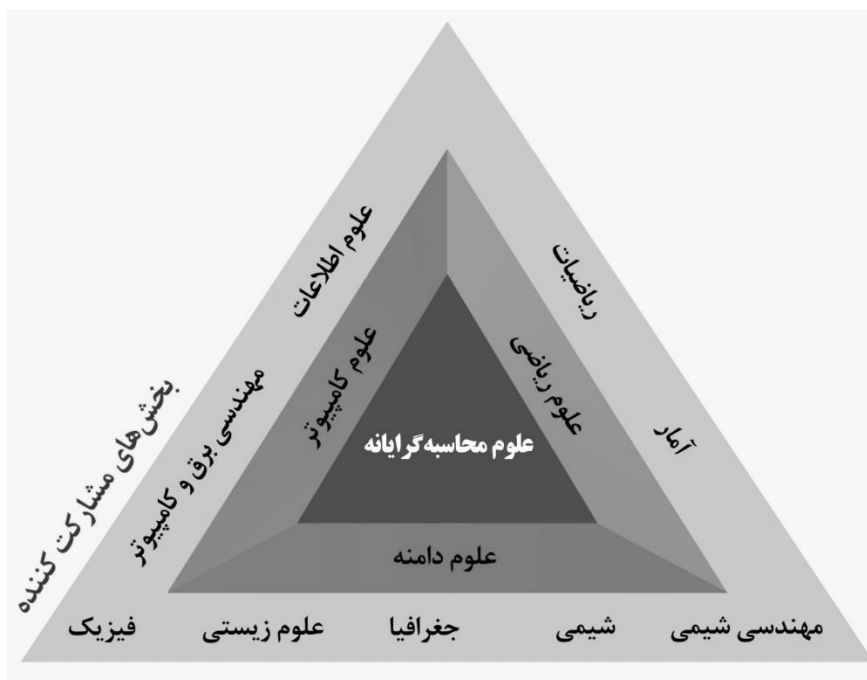 علوم اطلاعات
ریاضیات
علوم کامپیوتر
علوم ریاضی
مهندسی برق و کامپیوتر
آمار
بخش‌های مشارکت کننده
علوم محاسبه‌گرایانه
علوم دامنه
مهندسی شیمی
شیمی
جغرافیا
علوم زیستی
فیزیک